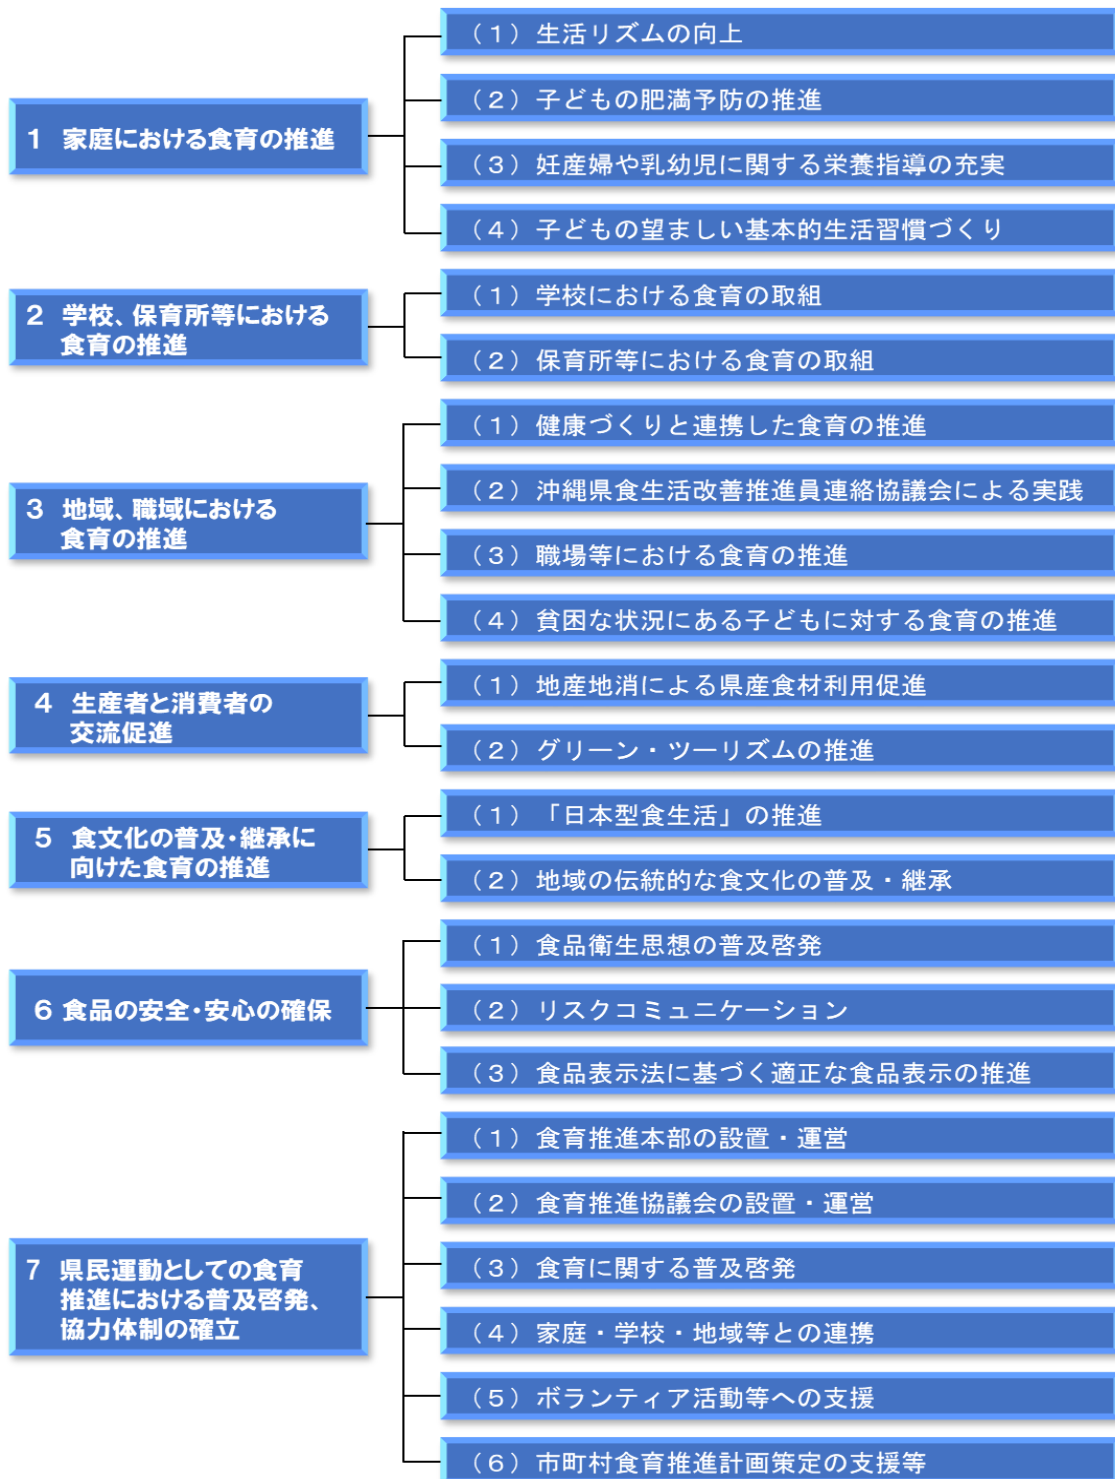 1 家庭における食育の推進
（１）生活リズムの向上
（２）子どもの肥満予防の推進
（３）妊産婦や乳幼児に関する栄養指導の充実
（４）子どもの望ましい基本的生活習慣づくり
2 学校、保育所等における
食育の推進
（１）学校における食育の取組
（２）保育所等における食育の取組
3 地域、職域における
食育の推進
（１）健康づくりと連携した食育の推進
（２）沖縄県食生活改善推進員連絡協議会による実践
（３）職場等における食育の推進
（４）貧困な状況にある子どもに対する食育の推進
4 生産者と消費者の
交流促進
（１）地産地消による県産食材利用促進
（２）グリーン・ツーリズムの推進
5 食文化の普及・継承に
向けた食育の推進
（１）「日本型食生活」の推進
（２）地域の伝統的な食文化の普及・継承
6 食品の安全・安心の確保
（１）食品衛生思想の普及啓発
（２）リスクコミュニケーション
（３）食品表示法に基づく適正な食品表示の推進
7 県民運動としての食育
推進における普及啓発、
協力体制の確立
（１）食育推進本部の設置・運営
（２）食育推進協議会の設置・運営
（３）食育に関する普及啓発
（４）家庭・学校・地域等との連携
（５）ボランティア活動等への支援
（６）市町村食育推進計画策定の支援等